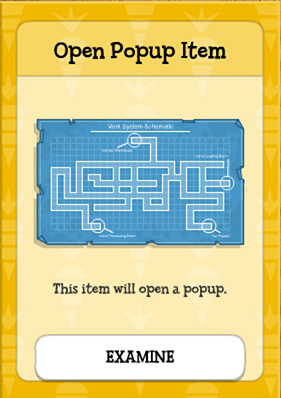 Open Popup Item
Vent System Schematic
This item will open a popup.
EXAMINE